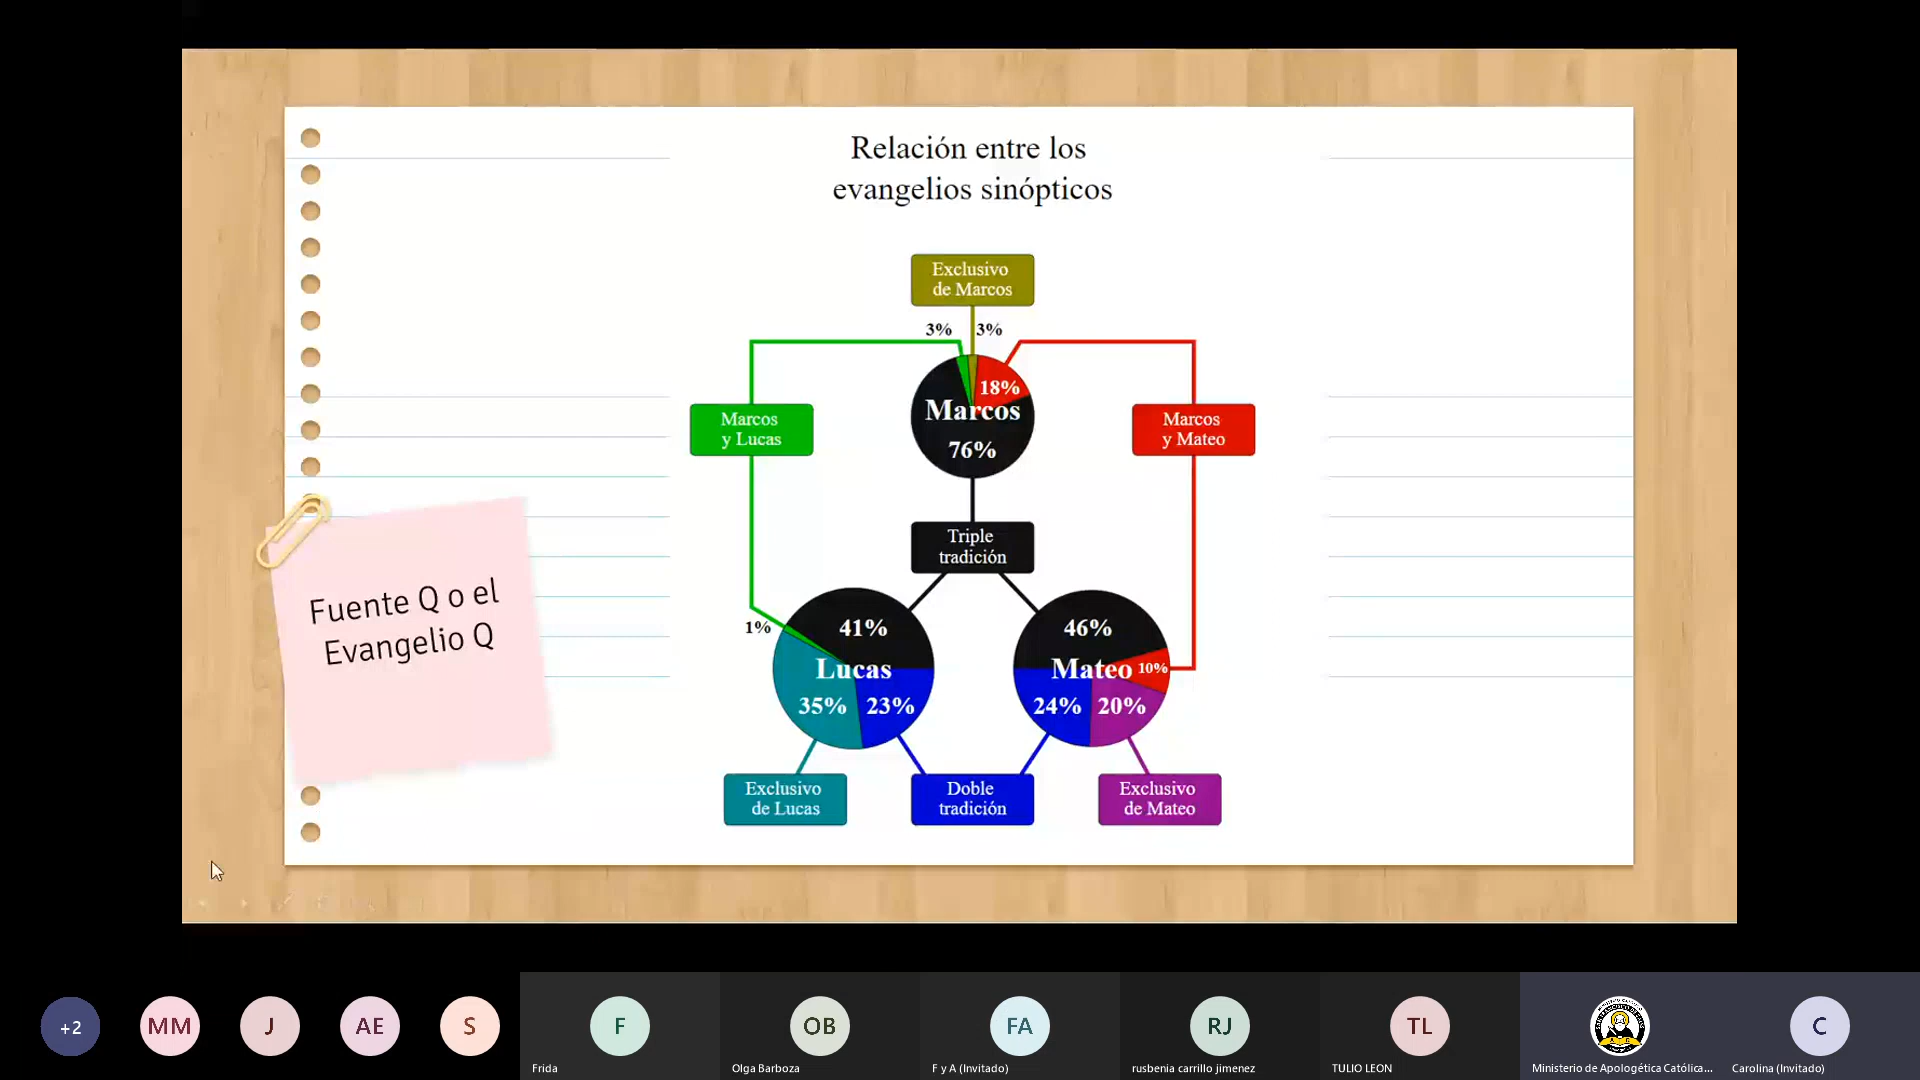 Relación entre los
evangelios sinópticos
Exclusivo
de Marcos
3%
3%
18%
Marcos
76%
Marcos
y Lucas
Marcos
y Mateo
Triple
tradición
Fuente Q o el
Evangelio Q
1%
41%
Lucas
35%
23%
46%
Mateo
10%
24%
20%
Exclusivo
de Lucas
Doble
tradición
Exclusivo
de Mateo
+2
MM
J
AE
S
F
Frida
OB
Olga Barboza
FA
F y A (Invitado)
RJ
rusbenia carrillo jimenez
TL
TULIO LEON
Ministerio de Apologética Católica...
C
Carolina (Invitado)